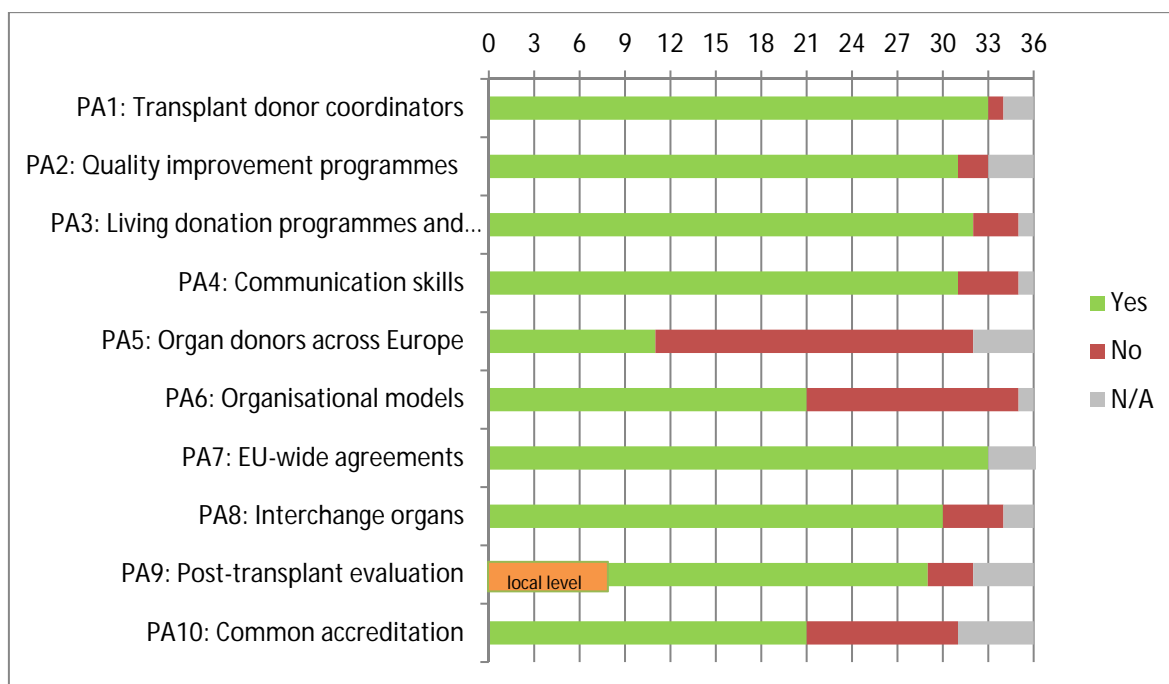 0 3 6 9 12 15 18 21 24 27 30 33 36
PA1: Transplant donor coordinators
PA2: Quality improvement programmes
PA3: Living donation programmes and...
PA4: Communication skills
PA5: Organ donors across Europe
PA6: Organisational models
PA7: EU-wide agreements
PA8: Interchange organs
PA9: Post-transplant evaluation
local level
PA10: Common accreditation
Yes
No
N/A